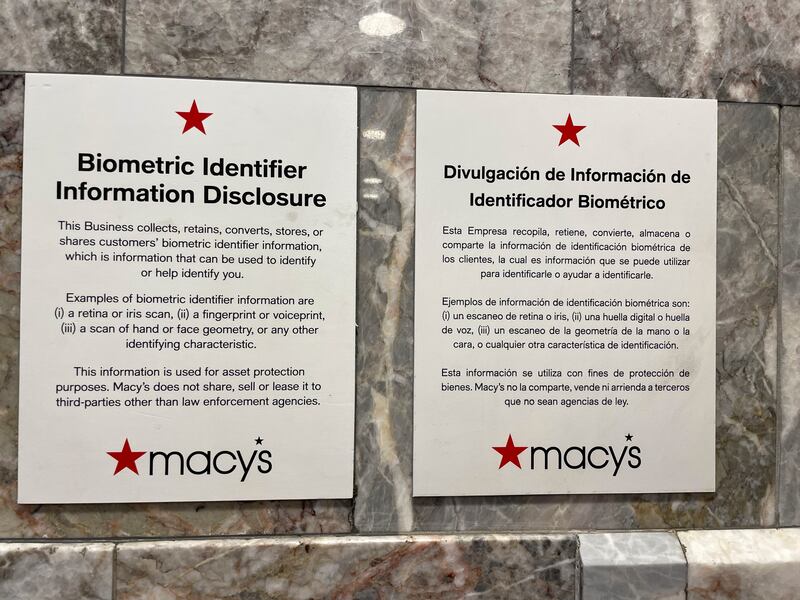 Biometric Identifier
Information Disclosure
This Business collects, retains, converts, stores, or
shares customers' biometric identifier information,
which is information that can be used to identify
or help identify you.
Examples of biometric identifier information are
(i) a retina or iris scan, (ii) a fingerprint or voiceprint,
(iii) a scan of hand or face geometry, or any other
identifying characteristic.
This information is used for asset protection
purposes. Macy's does not share, sell or lease it to
third-parties other than law enforcement agencies.
macy's
Divulgación de Información de
Identificador Biométrico
Esta Empresa recopila, retiene, convierte, almacena o
comparte la información de identificación biométrica de
los clientes, la cual es información que se puede utilizar
para identificarle o ayudar a identificarle.
Ejemplos de información de identificación biométrica son:
(i) un escaneo de retina o iris, (ii) una huella digital o huella
de voz, (iii) un escaneo de la geometría de la mano o la
cara, o cualquier otra característica de identificación.
Esta información se utiliza con fines de protección de
bienes. Macy's no la comparte, vende ni arrienda a terceros
que no sean agencias de ley.
macy's